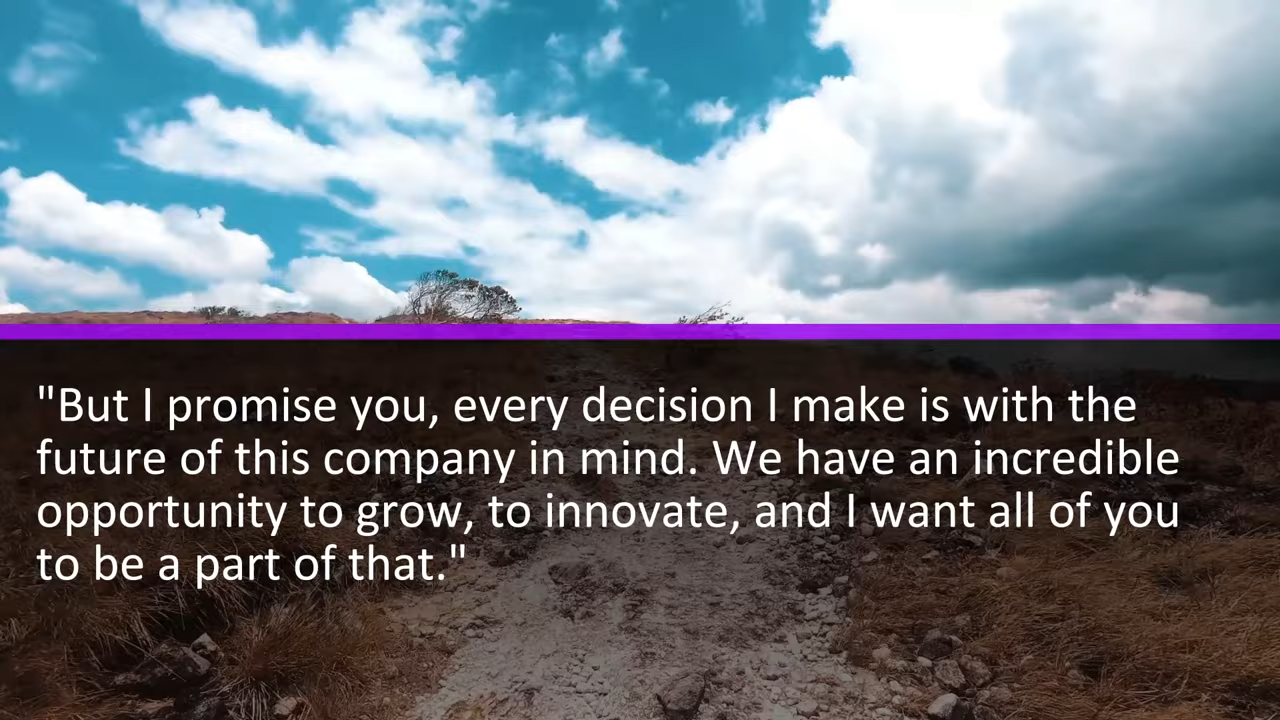 "But I promise you, every decision I make is with the
future of this company in mind. We have an incredible
opportunity to grow, to innovate, and I want all of you
to be a part of that."